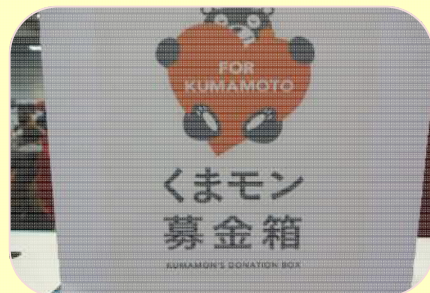 FOR
KUMAMOTO
くまモン
募金箱
KUMAMON'S DONATION BOX